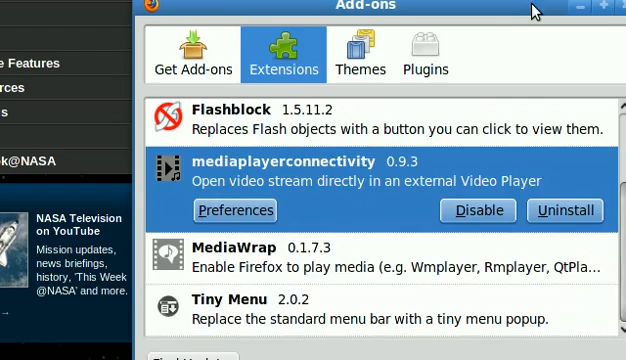 Add-ons
e Features
rces
s
ek@NASA
NASA Television
on YouTube
Mission updates,
news briefings,
history, 'This Week
@NASA' and more.
Get Add-ons Extensions Themes Plugins
Flashblock 1.5.11.2
Replaces Flash objects with a button you can click to view them.
mediaplayerconnectivity 0.9.3
Open video stream directly in an external Video Player
Preferences Disable Uninstall
MediaWrap 0.1.7.3
Enable Firefox to play media (e.g. Wmplayer, Rmplayer, QtPla...
Tiny Menu 2.0.2
Replace the standard menu bar with a tiny menu popup.